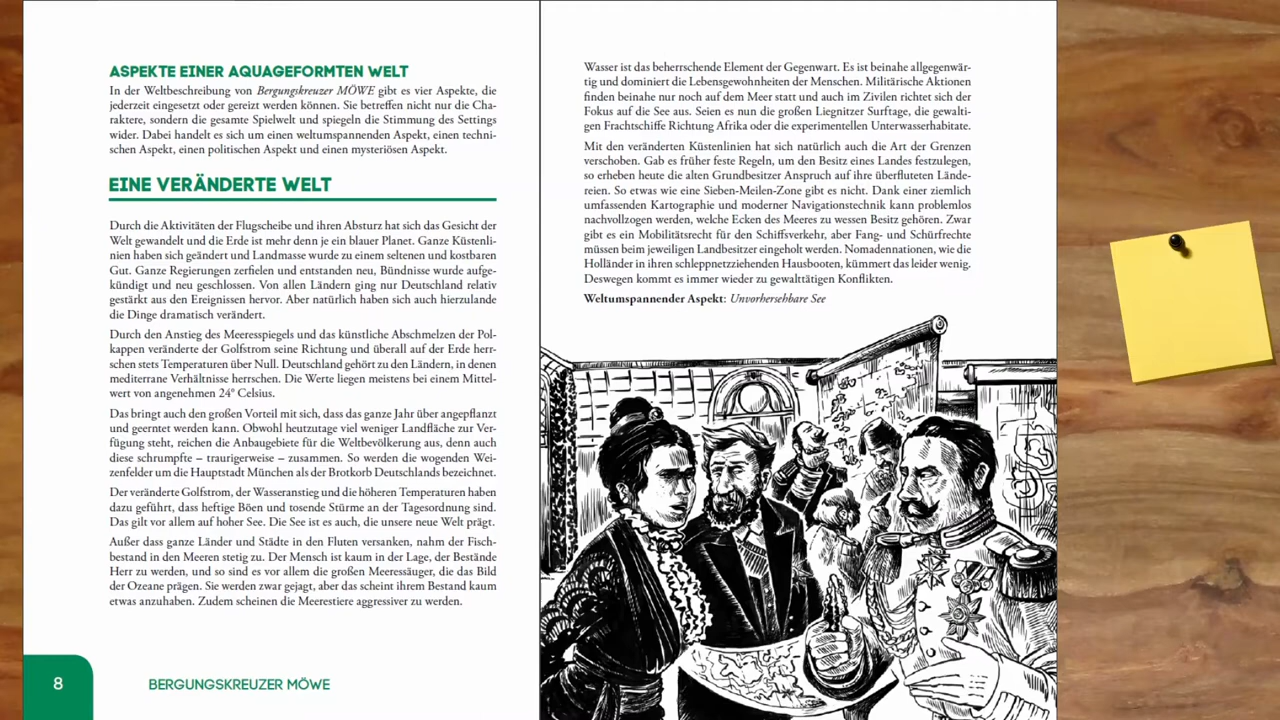 ASPEKTE EINER AQUAGEFORMTEN WELT
In der Weltbeschreibung von Bergungskreuzer MÖWE gibt es vier Aspekte, die
jederzeit eingesetzt oder gereizt werden können. Sie betreffen nicht nur die Cha-
raktere, sondern die gesamte Spielwelt und spiegeln die Stimmung des Settings
wider. Dabei handelt es sich um einen weltumspannenden Aspekt, einen techni-
schen Aspekt, einen politischen Aspekt und einen mysteriösen Aspekt.
EINE VERÄNDERTE WELT
Durch die Aktivitäten der Flugscheibe und ihren Absturz hat sich das Gesicht der
Welt gewandelt und die Erde ist mehr denn je ein blauer Planet. Ganze Küstenli-
nien haben sich geändert und Landmasse wurde zu einem seltenen und kostbaren
Gut. Ganze Regierungen zerfielen und entstanden neu, Bündnisse wurde aufge-
kündigt und neu geschlossen. Von allen Ländern ging nur Deutschland relativ
gestärkt aus den Ereignissen hervor. Aber natürlich haben sich auch hierzulande
die Dinge dramatisch verändert.
Durch den Anstieg des Meeresspiegels und das künstliche Abschmelzen der Pol-
kappen veränderte der Golfstrom seine Richtung und überall auf der Erde herr-
schen stets Temperaturen über Null. Deutschland gehört zu den Ländern, in denen
mediterrane Verhältnisse herrschen. Die Werte liegen meistens bei einem Mittel-
wert von angenehmen 24° Celsius.
Das bringt auch den großen Vorteil mit sich, dass das ganze Jahr über angepflanzt
und geerntet werden kann. Obwohl heutzutage viel weniger Landfläche zur Ver-
fügung steht, reichen die Anbaugebiete für die Weltbevölkerung aus, denn auch
diese schrumpfte – traurigerweise – zusammen. So werden die wogenden Wei-
zenfelder um die Hauptstadt München als der Brotkorb Deutschlands bezeichnet.
Der veränderte Golfstrom, der Wasseranstieg und die höheren Temperaturen haben
dazu geführt, dass heftige Böen und tosende Stürme an der Tagesordnung sind.
Das gilt vor allem auf hoher See. Die See ist es auch, die unsere neue Welt prägt.
Außer dass ganze Länder und Städte in den Fluten versanken, nahm der Fisch-
bestand in den Meeren stetig zu. Der Mensch ist kaum in der Lage, der Bestände
Herr zu werden, und so sind es vor allem die großen Meeressäuger, die das Bild
der Ozeane prägen. Sie werden zwar gejagt, aber das scheint ihrem Bestand kaum
etwas anzuhaben. Zudem scheinen die Meerestiere aggressiver zu werden.
8
BERGUNGSKREUZER MÖWE
Wasser ist das beherrschende Element der Gegenwart. Es ist beinahe allgegenwär-
tig und dominiert die Lebensgewohnheiten der Menschen. Militärische Aktionen
finden beinahe nur noch auf dem Meer statt und auch im Zivilen richtet sich der
Fokus auf die See aus. Seien es nun die großen Liegnitzer Surftage, die gewalti-
gen Frachtschiffe Richtung Afrika oder die experimentellen Unterwasserhabitate.
Mit den veränderten Küstenlinien hat sich natürlich auch die Art der Grenzen
verschoben. Gab es früher feste Regeln, um den Besitz eines Landes festzulegen,
so erheben heute die alten Grundbesitzer Anspruch auf ihre überfluteten Lände-
reien. So etwas wie eine Sieben-Meilen-Zone gibt es nicht. Dank einer ziemlich
umfassenden Kartographie und moderner Navigationstechnik kann problemlos
nachvollzogen werden, welche Ecken des Meeres zu wessen Besitz gehören. Zwar
gibt es ein Mobilitätsrecht für den Schiffsverkehr, aber Fang- und Schürfrechte
müssen beim jeweiligen Landbesitzer eingeholt werden. Nomadennationen, wie die
Holländer in ihren schleppnetzziehenden Hausbooten, kümmert das leider wenig.
Deswegen kommt es immer wieder zu gewalttätigen Konflikten.
Weltumspannender Aspekt: Unvorhersehbare See